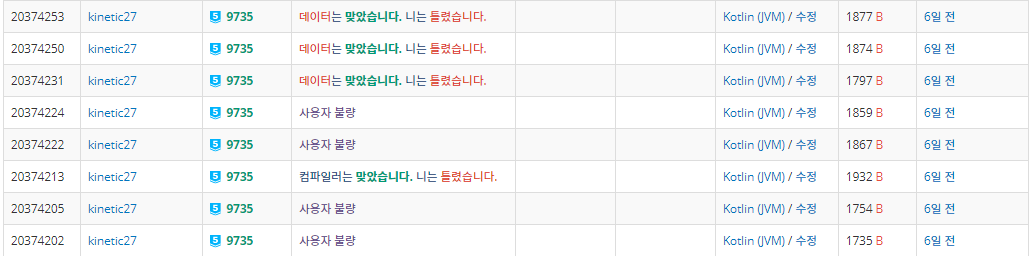 20374253 kinetic27 5 9735 데이터는 맞았습니다. 니는 틀렸습니다. Kotlin (JVM) / 수정 1877 B 6일 전
20374250 kinetic27 5 9735 데이터는 맞았습니다. 니는 틀렸습니다. Kotlin (JVM) / 수정 1874 B 6일 전
20374231 kinetic27 5 9735 데이터는 맞았습니다. 니는 틀렸습니다. Kotlin (JVM) / 수정 1797 B 6일 전
20374224 kinetic27 5 9735 사용자 불량 Kotlin (JVM) / 수정 1859 B 6일 전
20374222 kinetic27 5 9735 사용자 불량 Kotlin (JVM) / 수정 1867 B 6일 전
20374213 kinetic27 5 9735 컴파일러는 맞았습니다. 니는 틀렸습니다. Kotlin (JVM) / 수정 1932 B 6일 전
20374205 kinetic27 5 9735 사용자 불량 Kotlin (JVM) / 수정 1754 B 6일 전
20374202 kinetic27 5 9735 사용자 불량 Kotlin (JVM) / 수정 1735 B 6일 전